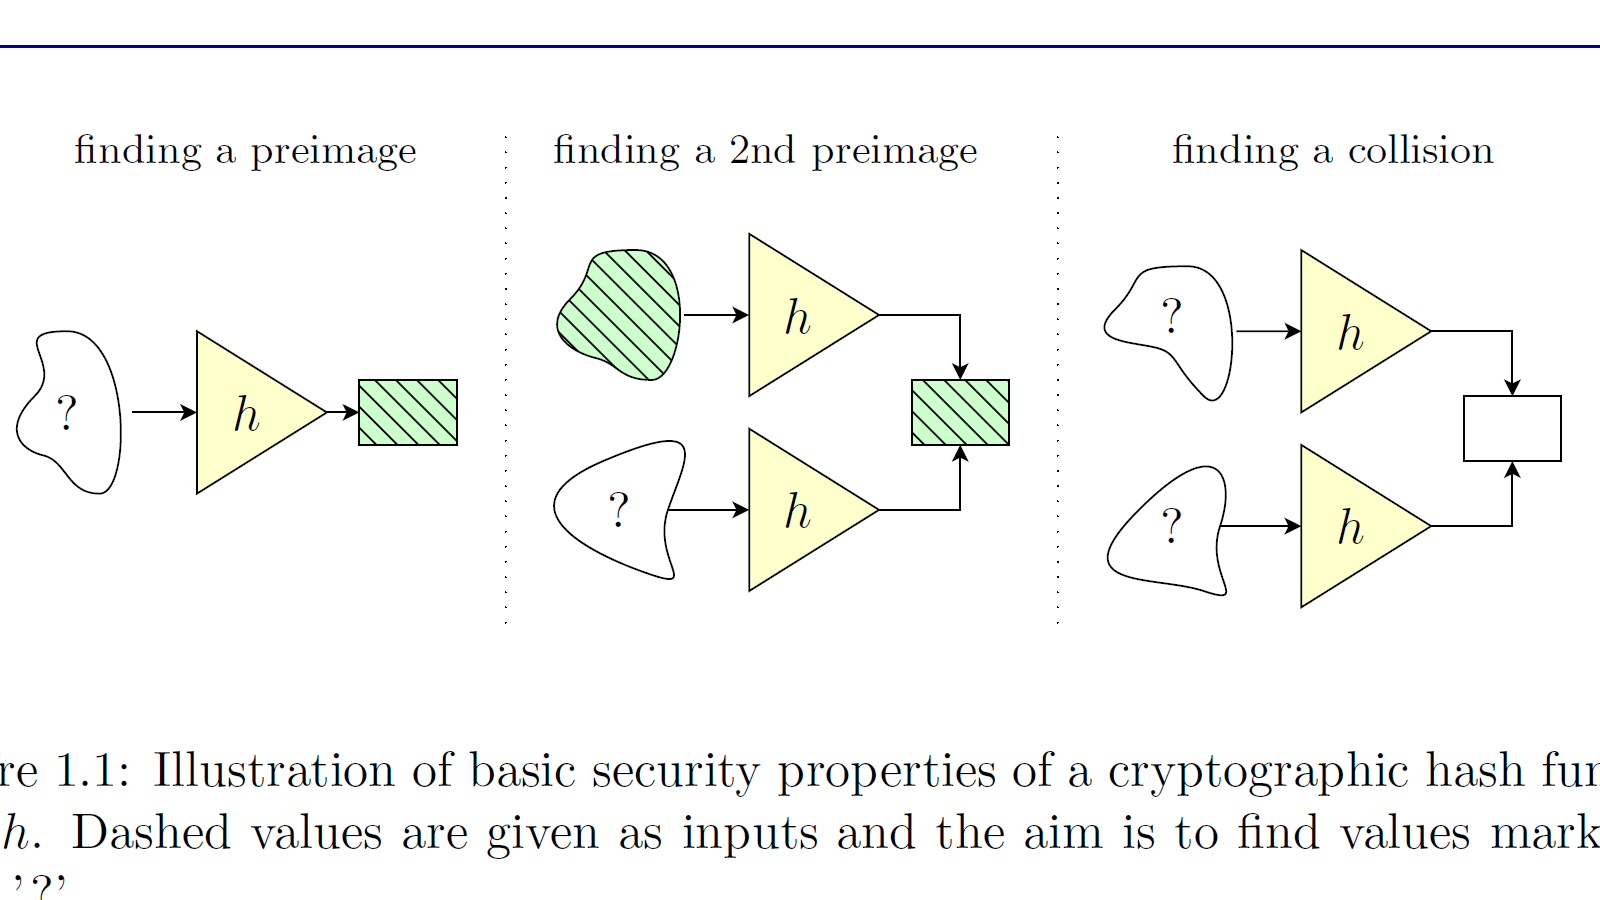 finding a preimage
finding a 2nd preimage
finding a collision
?
h
h
?
h
?
h
?
h
re 1.1: Illustration of basic security properties of a cryptographic hash fun
h. Dashed values are given as inputs and the aim is to find values mark
'?'